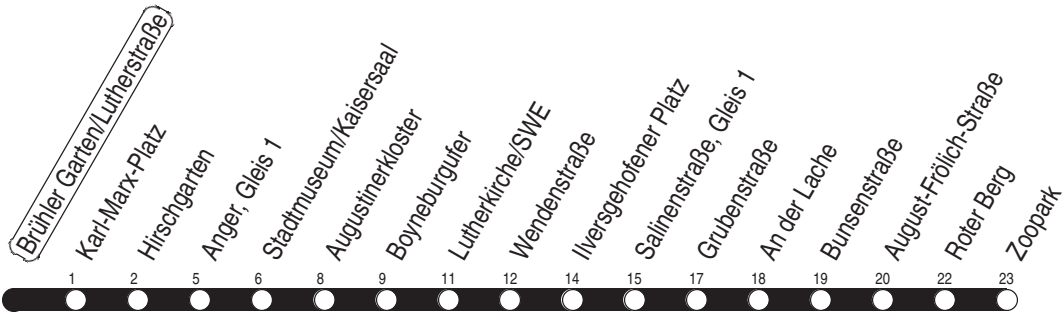 Brühler Garten/Lutherstraße
Karl-Marx-Platz
Hirschgarten
Anger, Gleis 1
Stadtmuseum/Kaisersaal
Augustinerkloster
Boyneburgufer
Lutherkirche/SWE
Wendenstraße
Ilversgehofener Platz
Salinenstraße, Gleis 1
Grubenstraße
An der Lache
Bunsenstraße
August-Frölich-Straße
Roter Berg
Zoopark
1 2 5 6 8 9 11 12 14 15 17 18 19 20 22 23